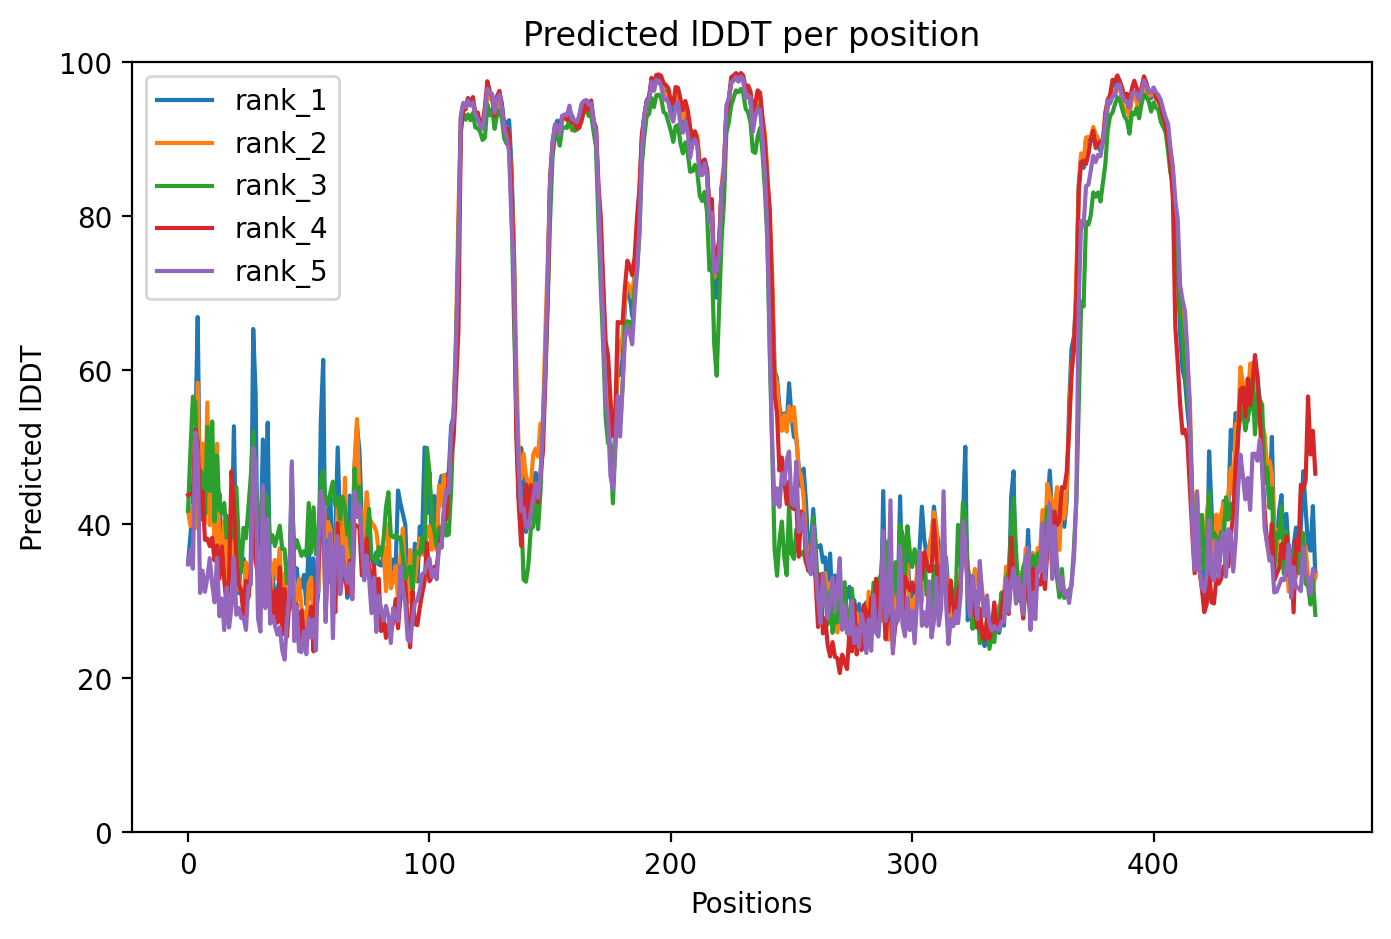 Predicted lDDT per position
100
80
60
40
20
0
Predicted lDDT
rank_1
rank_2
rank_3
rank_4
rank_5
0
100
200
300
400
Positions